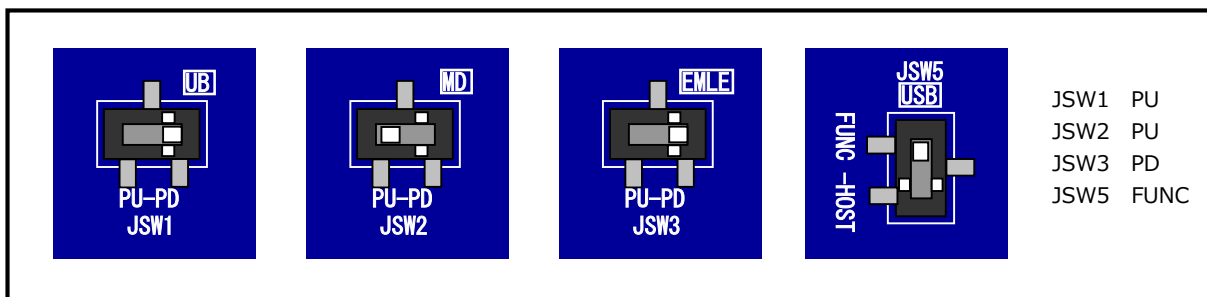 UB
PU-PD
JSW1
MD
PU-PD
JSW2
EMLE
PU-PD
JSW3
JSW5
USB
FUNC -HOST
JSW1 PU
JSW2 PU
JSW3 PD
JSW5 FUNC